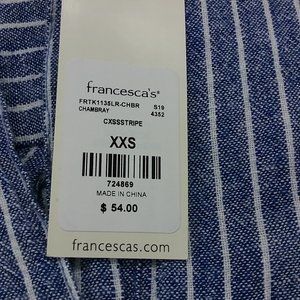 francesca's®
FRTK1135LR-CHBR S19
CHAMBRAY 4352
CXSSSTRIPE
XXS
724869
MADE IN CHINA
$ 54.00
francescas.com